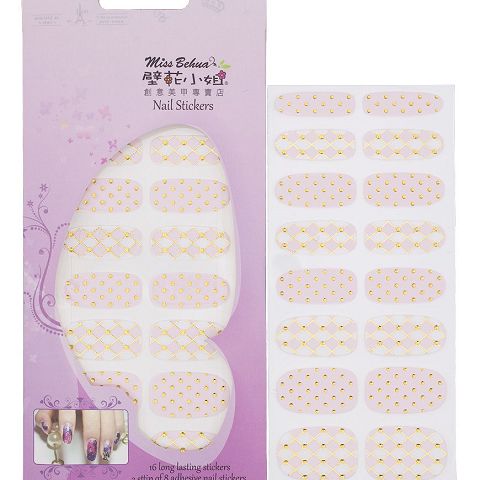 Miss Behua
壁花小姐®
創意美甲專賣店
Nail Stickers
16 long lasting stickers
2 strip of 8 adhesive nail stickers